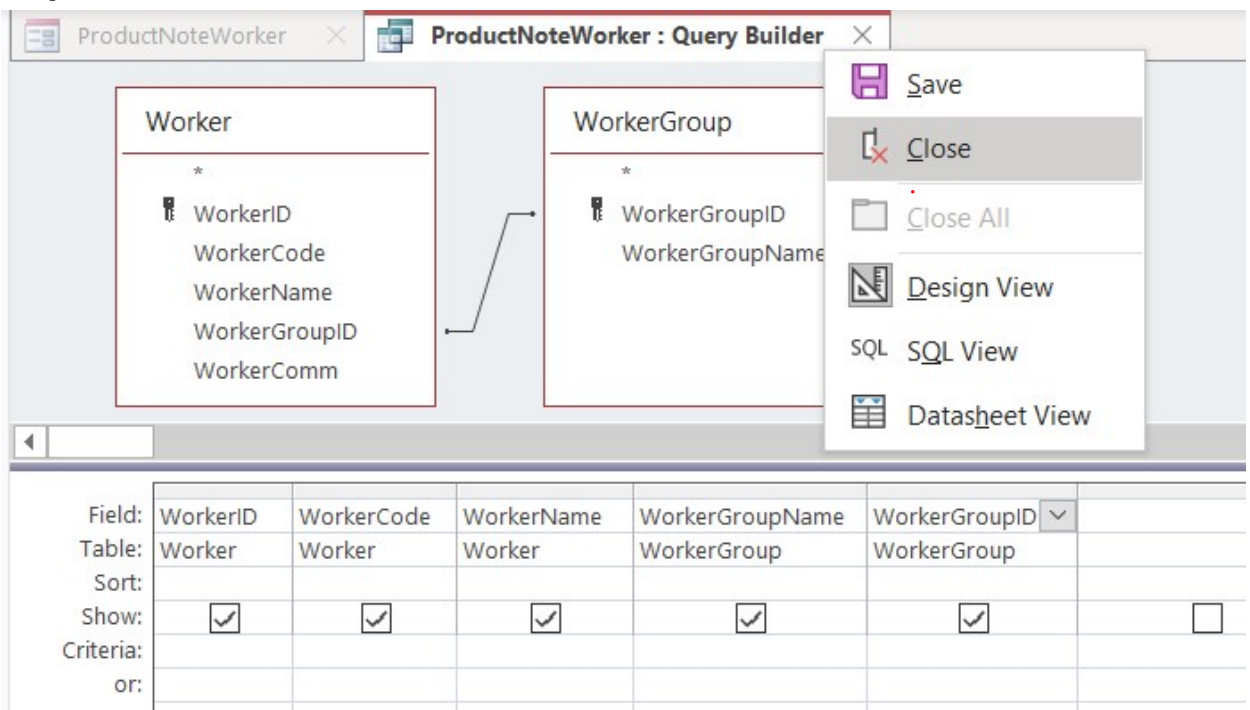 ProductNoteWorker
ProductNoteWorker : Query Builder
Worker
*
WorkerID
WorkerCode
WorkerName
WorkerGroupID
WorkerComm
WorkerGroup
*
WorkerGroupID
WorkerGroupName
Save
Close
Close All
Design View
SQL SQL View
Datasheet View
Field: WorkerID WorkerCode WorkerName WorkerGroupName WorkerGroupID
Table: Worker Worker Worker WorkerGroup WorkerGroup
Sort:
Show:
Criteria:
or: